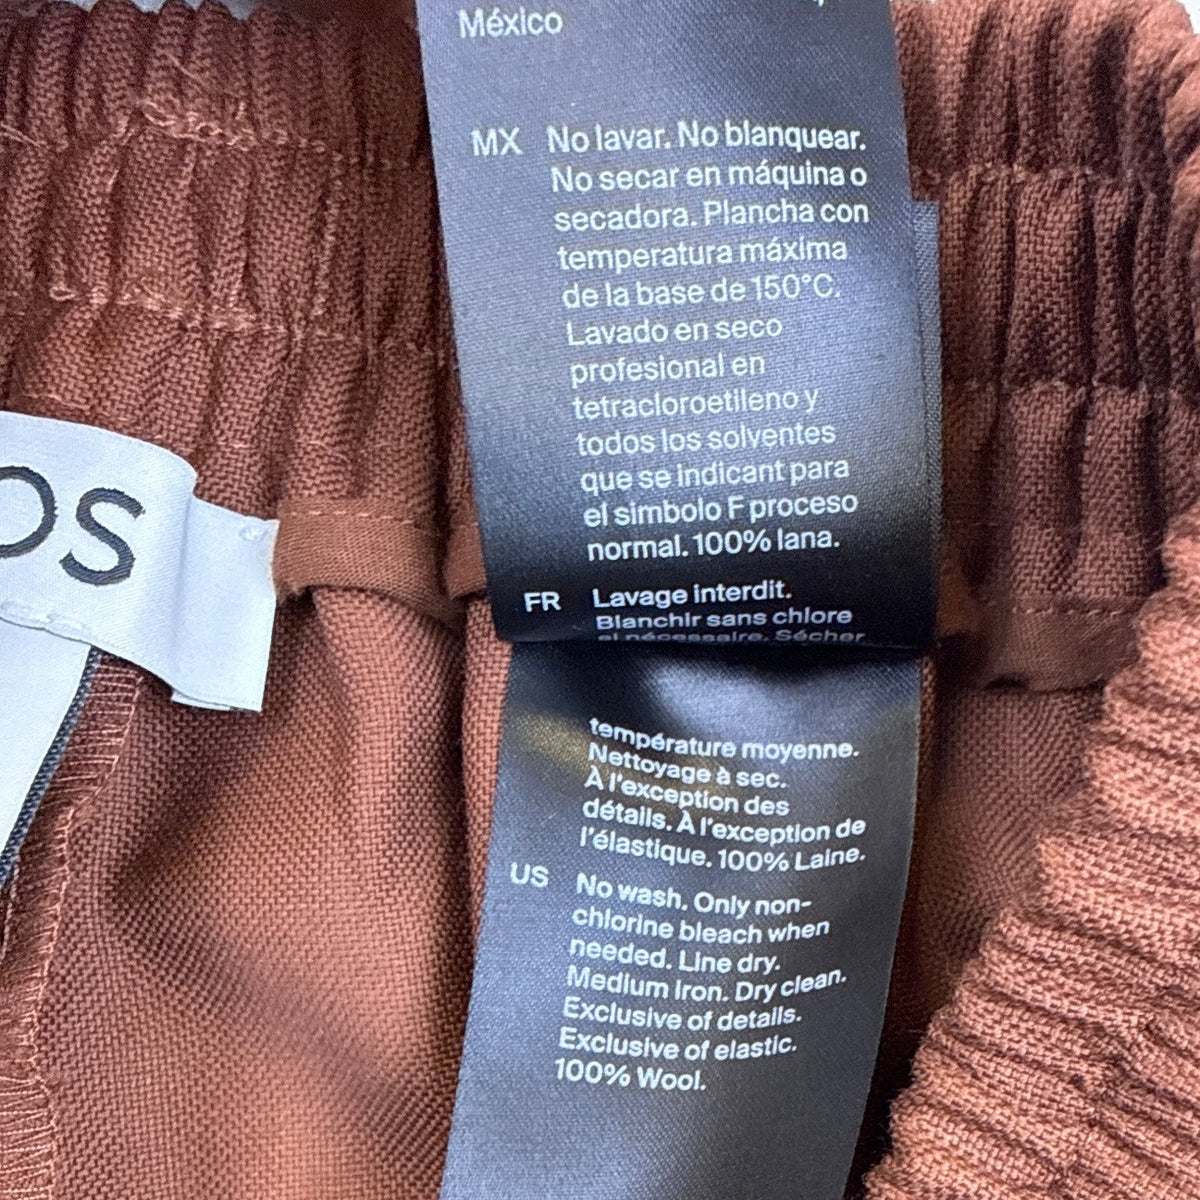 México
MX No lavar. No blanquear.
No secar en máquina o
secadora. Plancha con
temperatura máxima
de la base de 150°C.
Lavado en seco
profesional en
tetracloroetileno y
todos los solventes
que se indicant para
el simbolo F proceso
normal. 100% lana.
FR Lavage interdit.
Blanchir sans chlore
si nécessaire. Sécher
température moyenne.
Nettoyage à sec.
À l'exception des
détails. À l'exception de
l'élastique. 100% Laine.
US No wash. Only non-
chlorine bleach when
needed. Line dry.
Medium iron. Dry clean.
Exclusive of details.
Exclusive of elastic.
100% Wool.
OS